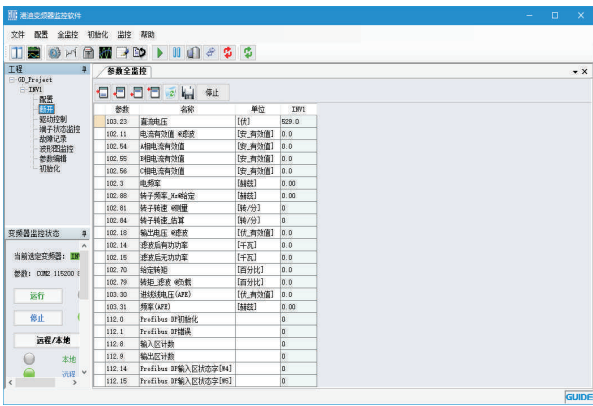 港迪变频器监控软件
文件 配置 全监控 初始化 监控 帮助
工程
GD_Project
INV1
配置
断开
驱动控制
端子状态监控
故障记录
波形图监控
参数编辑
初始化
变频器监控状态
当前选定变频器: INV
参数: COM2 115200 8
运行
停止
远程/本地
本地
远程
参数全监控
停止
参数 名称 单位 INV1
103.23 直流电压 [伏] 529.0
102.11 电流有效值 @滤波 [安_有效值] 0.0
102.54 A相电流有效值 [安_有效值] 0.0
102.55 B相电流有效值 [安_有效值] 0.0
102.56 C相电流有效值 [安_有效值] 0.0
102.3 电频率 [赫兹] 0.00
102.88 转子频率_Hz@给定 [赫兹] 0.00
102.81 转子转速 @测量 [转/分] 0
102.84 转子转速_估算 [转/分] 0
102.18 输出电压 @滤波 [伏_有效值] 0.0
102.14 滤波后有功功率 [千瓦] 0.0
102.15 滤波后无功功率 [千瓦] 0.0
102.70 给定转矩 [百分比] 0.0
102.79 转矩_滤波 @负载 [百分比] 0.0
103.30 进线线电压(AFE) [伏_有效值] 0.0
103.31 频率(AFE) [赫兹] 0.00
112.0 Profibus DP初始化 0
112.1 Profibus DP错误 0
112.8 输入区计数 0
112.9 输出区计数 0
112.14 Profibus DP输入区状态字[W4] 0
112.15 Profibus DP输入区状态字[W5] 0
GUIDE